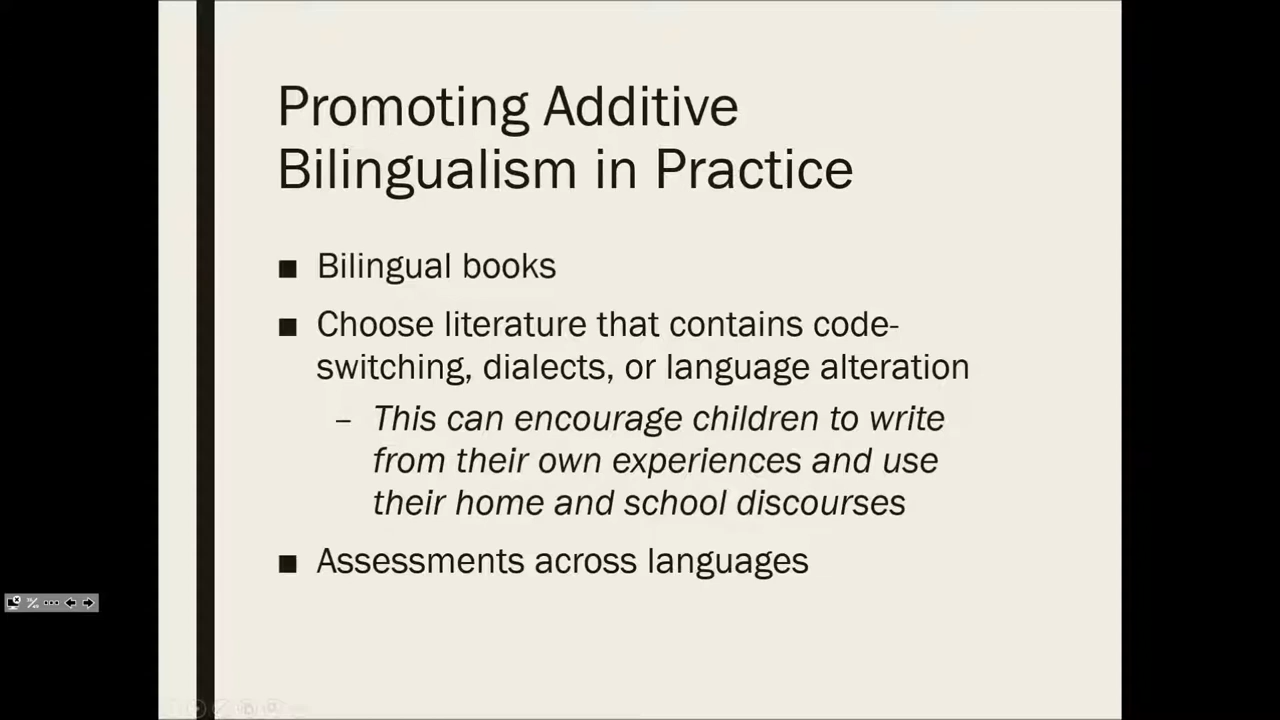 Promoting Additive
Bilingualism in Practice
■ Bilingual books
■ Choose literature that contains code-
switching, dialects, or language alteration
– This can encourage children to write
from their own experiences and use
their home and school discourses
■ Assessments across languages